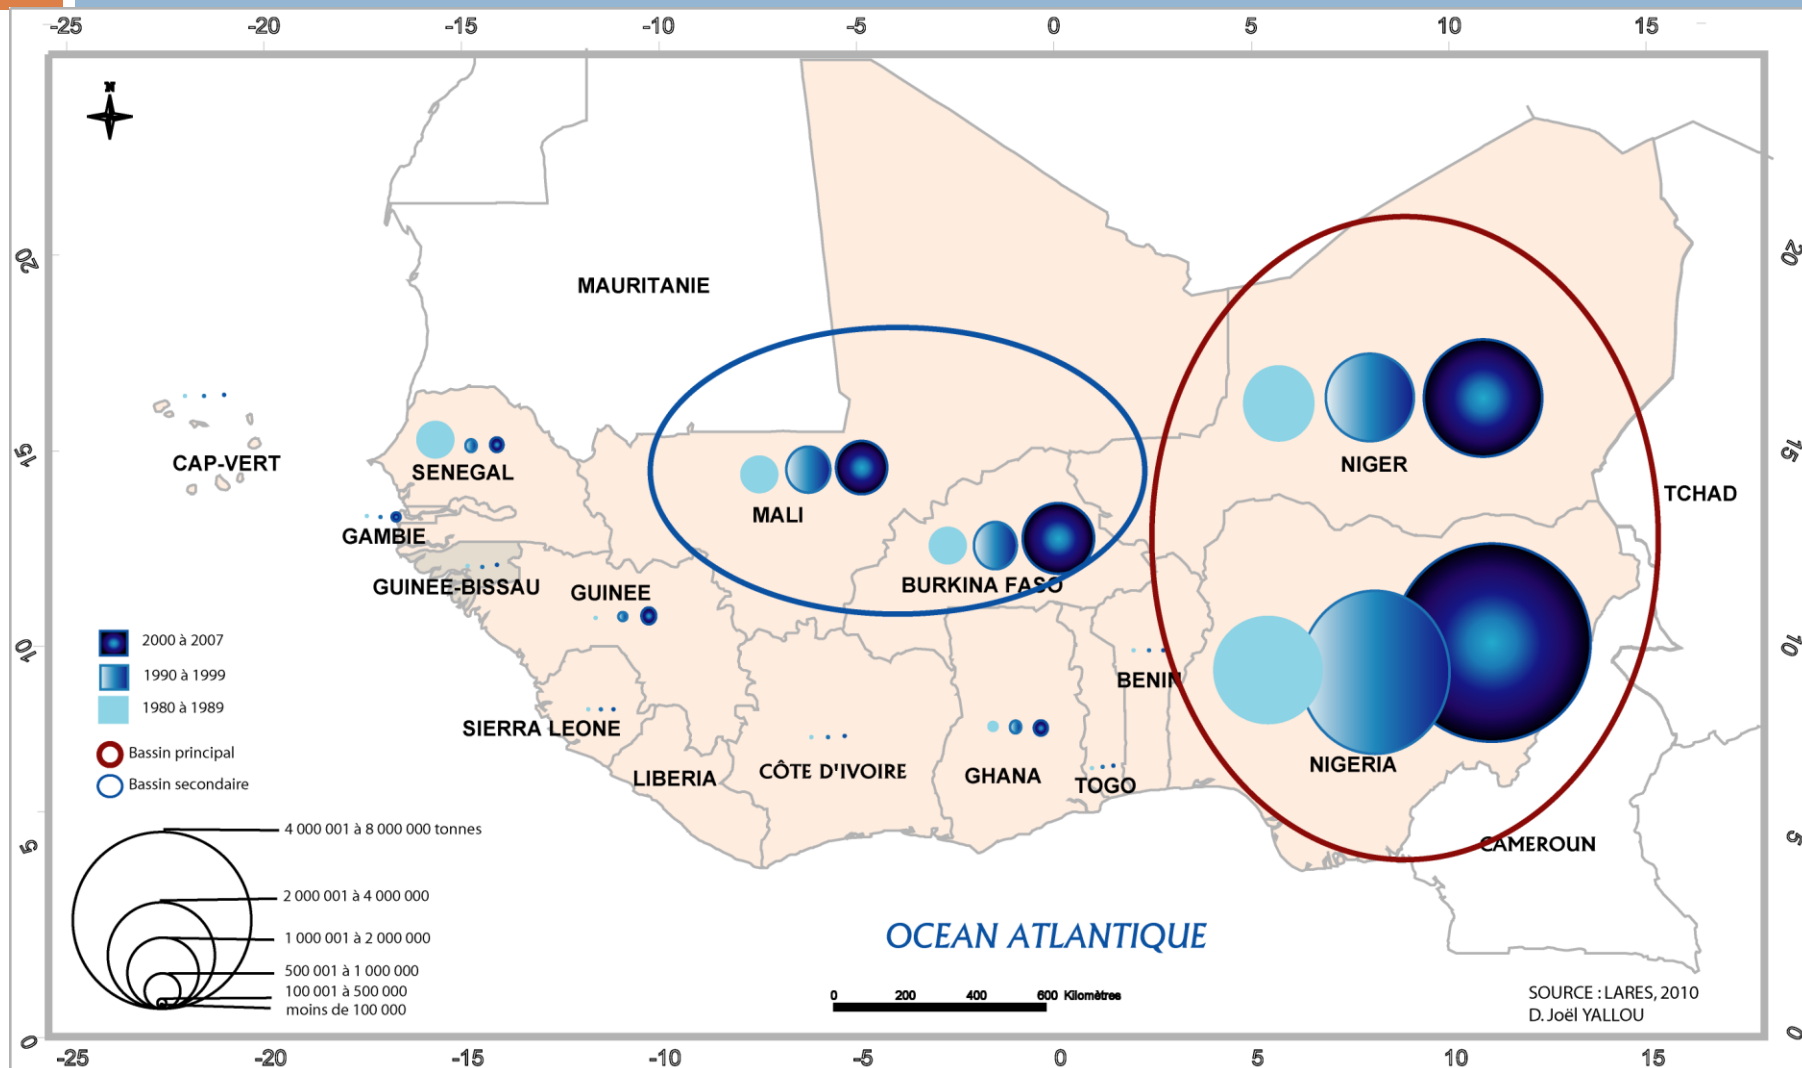 -25 -20 -15 -10 -5 0 5 10 15
N
20 20
MAURITANIE
15 15
CAP-VERT
SENEGAL
NIGER
TCHAD
MALI
GAMBIE
GUINEE-BISSAU
GUINEE
BURKINA FASO
10 10
2000 à 2007
1990 à 1999
1980 à 1989
BENIN
SIERRA LEONE
Bassin principal
Bassin secondaire
LIBERIA
CÔTE D'IVOIRE
GHANA
TOGO
NIGERIA
5 5
CAMEROUN
4 000 001 à 8 000 000 tonnes
2 000 001 à 4 000 000
1 000 001 à 2 000 000
500 001 à 1 000 000
100 001 à 500 000
moins de 100 000
OCEAN ATLANTIQUE
0 200 400 600 Kilomètres
SOURCE : LARES, 2010
D. Joël YALLOU
0 0
-25 -20 -15 -10 -5 0 5 10 15